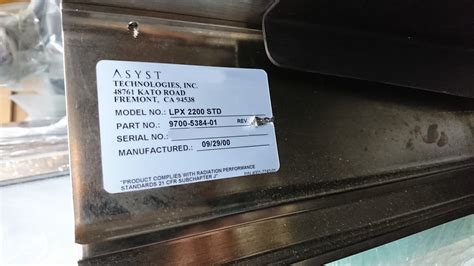 ASYST
TECHNOLOGIES, INC.
48761 KATO ROAD
FREMONT, CA 94538
MODEL NO.: LPX 2200 STD
PART NO.: 9700-5384-01 REV
SERIAL NO.:
MANUFACTURED: 09/29/00
"PRODUCT COMPLIES WITH RADIATION PERFORMANCE
STANDARDS 21 CFR SUBCHAPTER J"